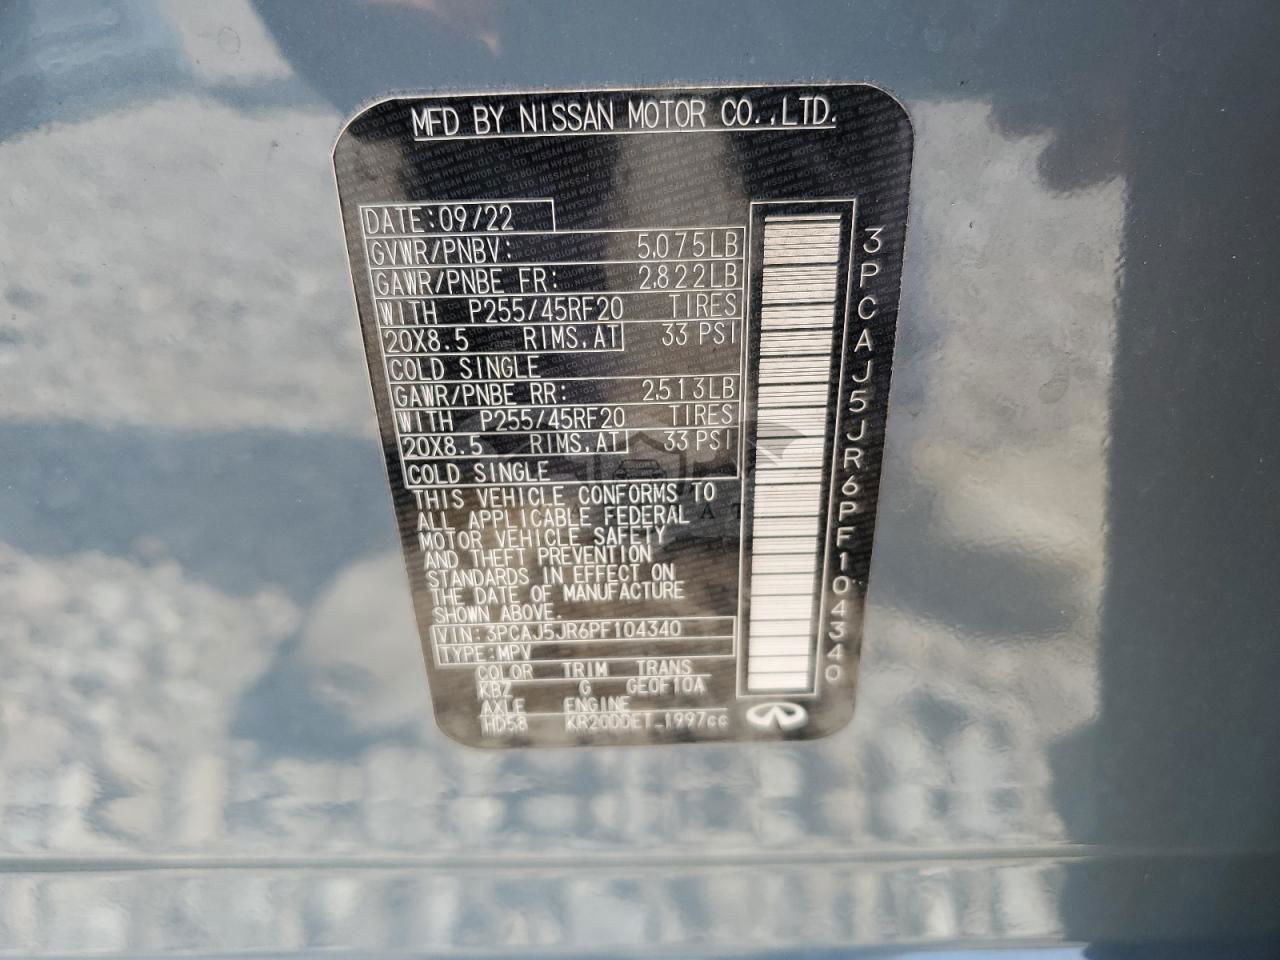 MFD BY NISSAN MOTOR CO.,LTD.
DATE:09/22
GVWR/PNBV: 5,075LB
GAWR/PNBE FR: 2,822LB
WITH P255/45RF20 TIRES
20X8.5 RIMS,AT 33 PSI
COLD SINGLE
GAWR/PNBE RR: 2,513LB
WITH P255/45RF20 TIRES
20X8.5 RIMS,AT 33 PSI
COLD SINGLE
THIS VEHICLE CONFORMS TO
ALL APPLICABLE FEDERAL
MOTOR VEHICLE SAFETY
AND THEFT PREVENTION
STANDARDS IN EFFECT ON
THE DATE OF MANUFACTURE
SHOWN ABOVE.
VIN:3PCAJ5JR6PF104340
TYPE:MPV
COLOR TRIM TRANS
KBZ G GE0F10A
AXLE ENGINE
HD58 KR20DDET 1997cc
3PCAJ5JR6PF104340